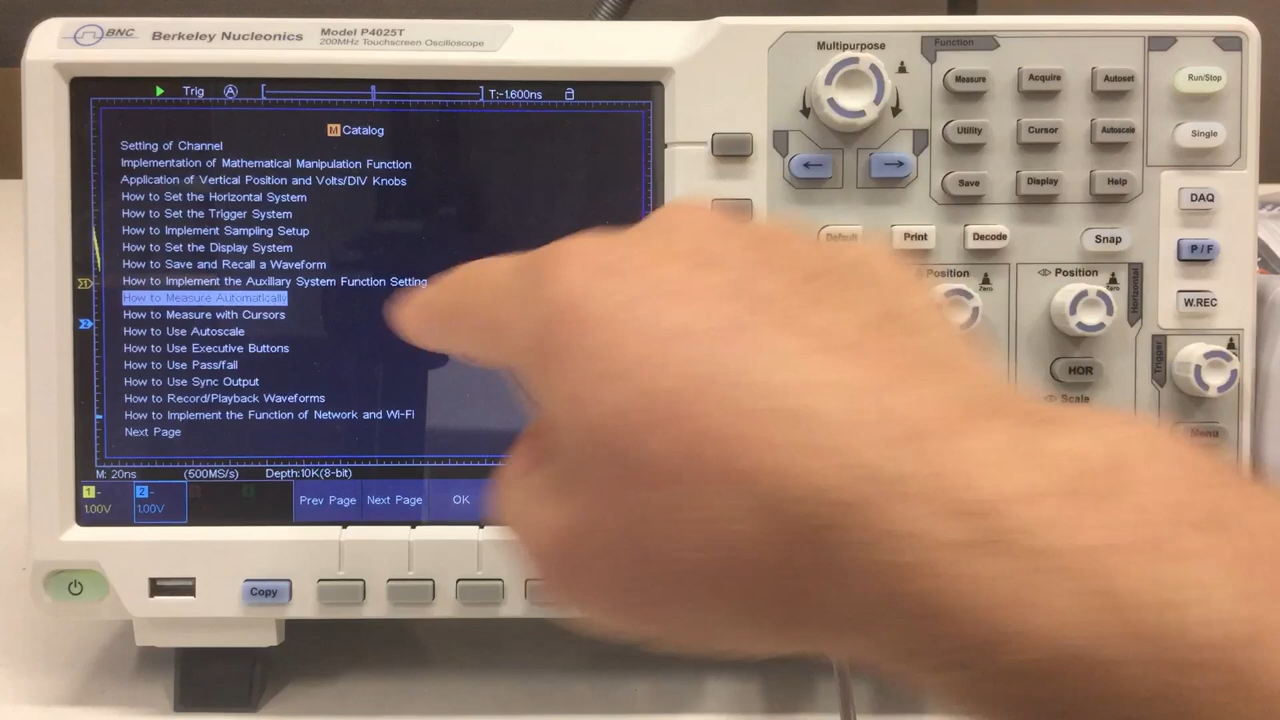 BNC Berkeley Nucleonics Model P4025T
200MHz Touchscreen Oscilloscope
Trig A T:-1.600ns
M Catalog
Setting of Channel
Implementation of Mathematical Manipulation Function
Application of Vertical Position and Volts/DIV Knobs
How to Set the Horizontal System
How to Set the Trigger System
How to Implement Sampling Setup
How to Set the Display System
How to Save and Recall a Waveform
How to Implement the Auxiliary System Function Setting
How to Measure Automatically
How to Measure with Cursors
How to Use Autoscale
How to Use Executive Buttons
How to Use Pass/fail
How to Use Sync Output
How to Record/Playback Waveforms
How to Implement the Function of Network and Wi-Fi
Next Page
M: 20ns (500MS/s) Depth:10K(8-bit)
1 2
1.00V 1.00V
Prev Page Next Page OK
Copy
Multipurpose
Function
Measure Acquire Autoset
Utility Cursor Autoscale
Save Display Help
Run/Stop
Single
Default Print Decode Snap
DAQ
P / F
W.REC
Position Position
Zero Zero
Horizontal
HOR
Scale
Trigger
Menu